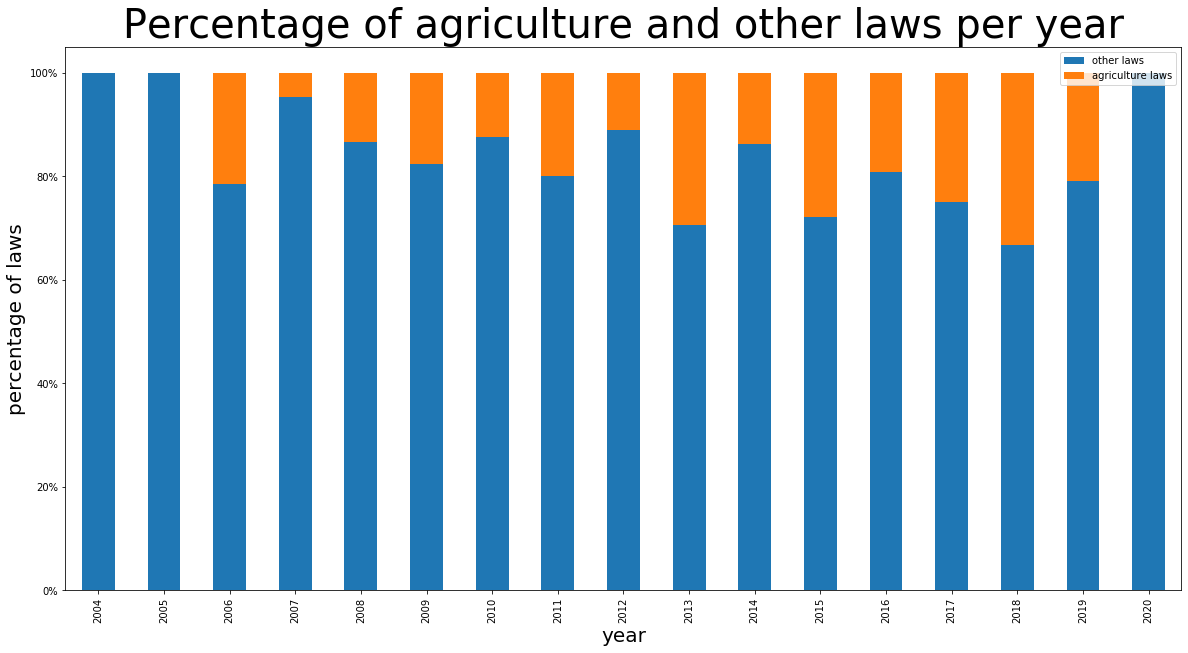 Percentage of agriculture and other laws per year
other laws
agriculture laws
100%
80%
60%
40%
20%
0%
percentage of laws
2004 2005 2006 2007 2008 2009 2010 2011 2012 2013 2014 2015 2016 2017 2018 2019 2020
year